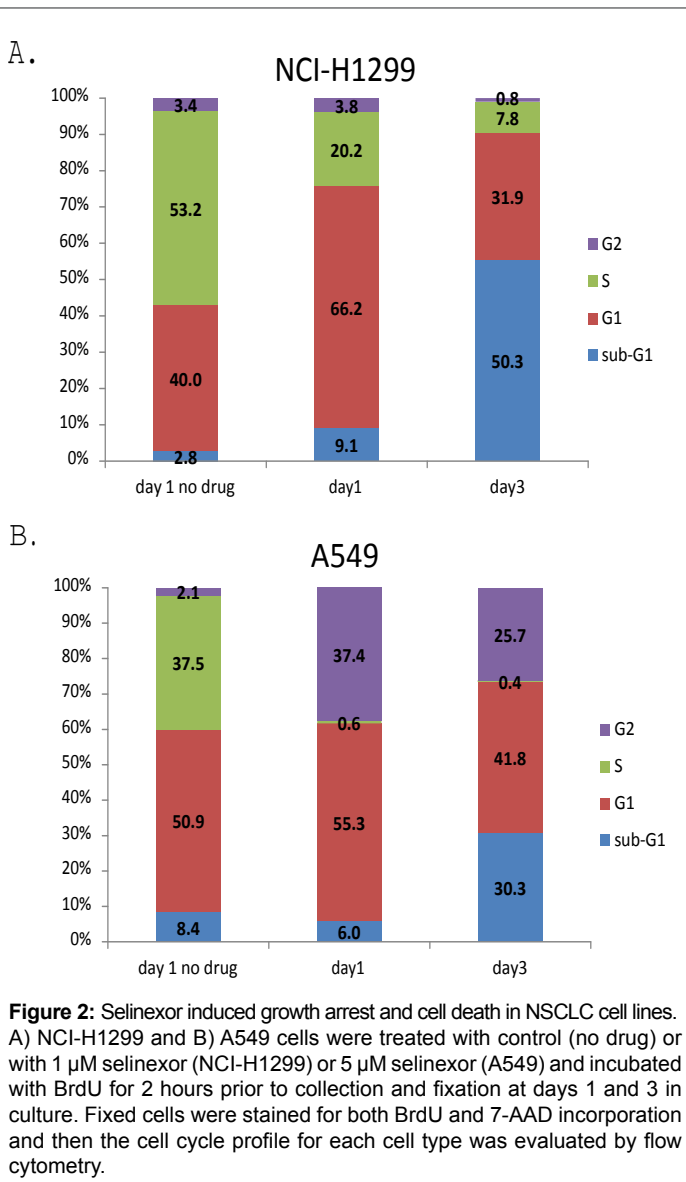 A.
NCI-H1299
100%
90%
80%
70%
60%
50%
40%
30%
20%
10%
0%
3.4
53.2
40.0
2.8
3.8
20.2
66.2
9.1
0.8
7.8
31.9
50.3
day 1 no drug
day1
day3
G2
S
G1
sub-G1
B.
A549
100%
90%
80%
70%
60%
50%
40%
30%
20%
10%
0%
2.1
37.5
50.9
8.4
37.4
0.6
55.3
6.0
25.7
0.4
41.8
30.3
day 1 no drug
day1
day3
G2
S
G1
sub-G1
Figure 2: Selinexor induced growth arrest and cell death in NSCLC cell lines.
A) NCI-H1299 and B) A549 cells were treated with control (no drug) or
with 1 µM selinexor (NCI-H1299) or 5 µM selinexor (A549) and incubated
with BrdU for 2 hours prior to collection and fixation at days 1 and 3 in
culture. Fixed cells were stained for both BrdU and 7-AAD incorporation
and then the cell cycle profile for each cell type was evaluated by flow
cytometry.